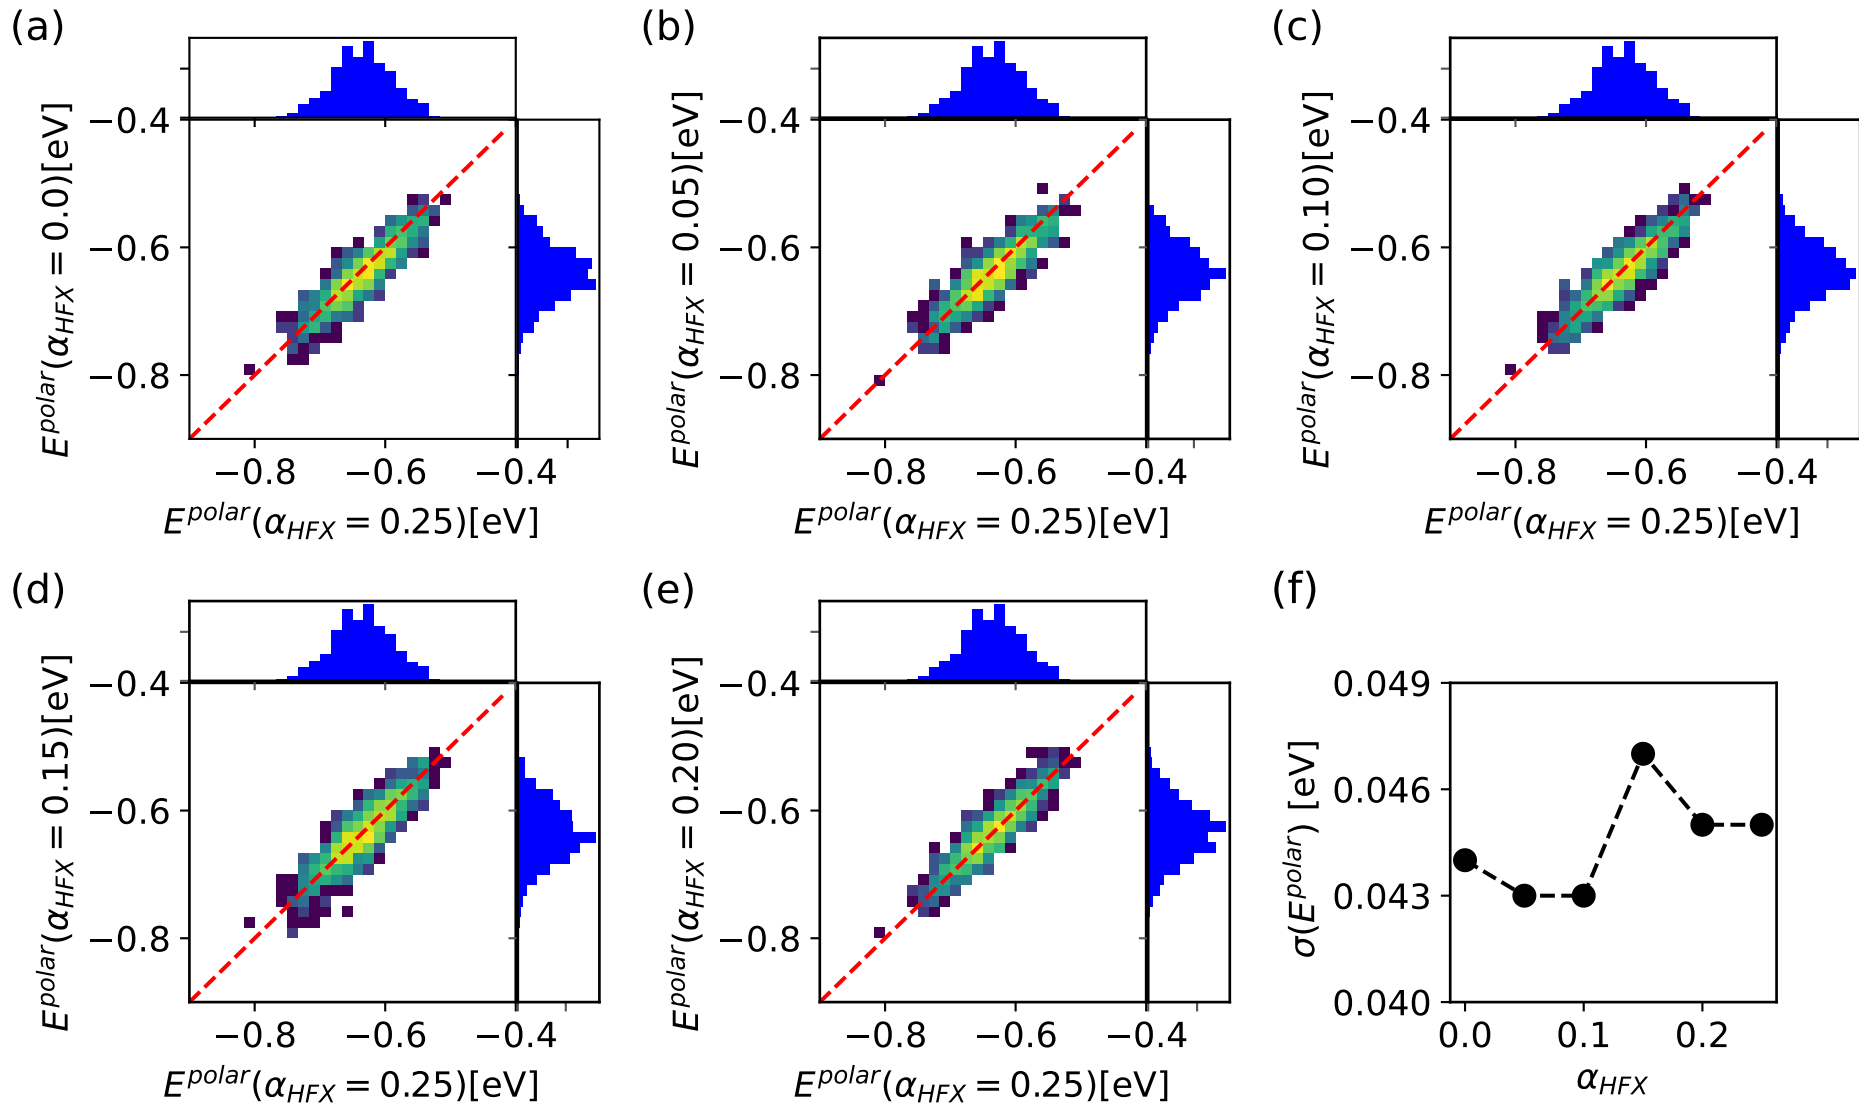 (a)
−0.4
−0.6
−0.8
E^polar(α_HFX = 0.0)[eV]
−0.8 −0.6 −0.4
E^polar(α_HFX = 0.25)[eV]
(b)
−0.4
−0.6
−0.8
E^polar(α_HFX = 0.05)[eV]
−0.8 −0.6 −0.4
E^polar(α_HFX = 0.25)[eV]
(c)
−0.4
−0.6
−0.8
E^polar(α_HFX = 0.10)[eV]
−0.8 −0.6 −0.4
E^polar(α_HFX = 0.25)[eV]
(d)
−0.4
−0.6
−0.8
E^polar(α_HFX = 0.15)[eV]
−0.8 −0.6 −0.4
E^polar(α_HFX = 0.25)[eV]
(e)
−0.4
−0.6
−0.8
E^polar(α_HFX = 0.20)[eV]
−0.8 −0.6 −0.4
E^polar(α_HFX = 0.25)[eV]
(f)
0.049
0.046
0.043
0.040
σ(E^polar) [eV]
0.0 0.1 0.2
α_HFX